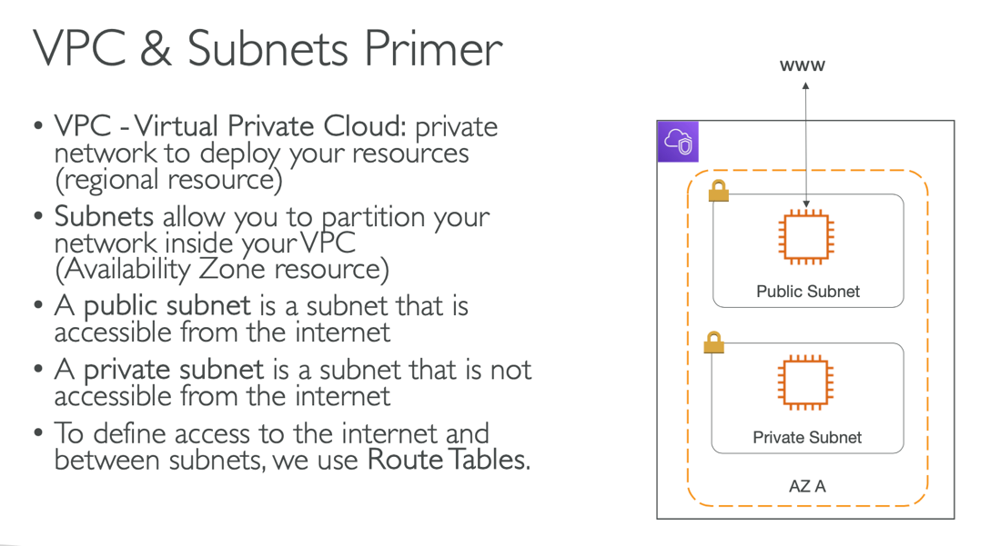 VPC & Subnets Primer
• VPC - Virtual Private Cloud: private
network to deploy your resources
(regional resource)
• Subnets allow you to partition your
network inside your VPC
(Availability Zone resource)
• A public subnet is a subnet that is
accessible from the internet
• A private subnet is a subnet that is not
accessible from the internet
• To define access to the internet and
between subnets, we use Route Tables.
www
Public Subnet
Private Subnet
AZ A